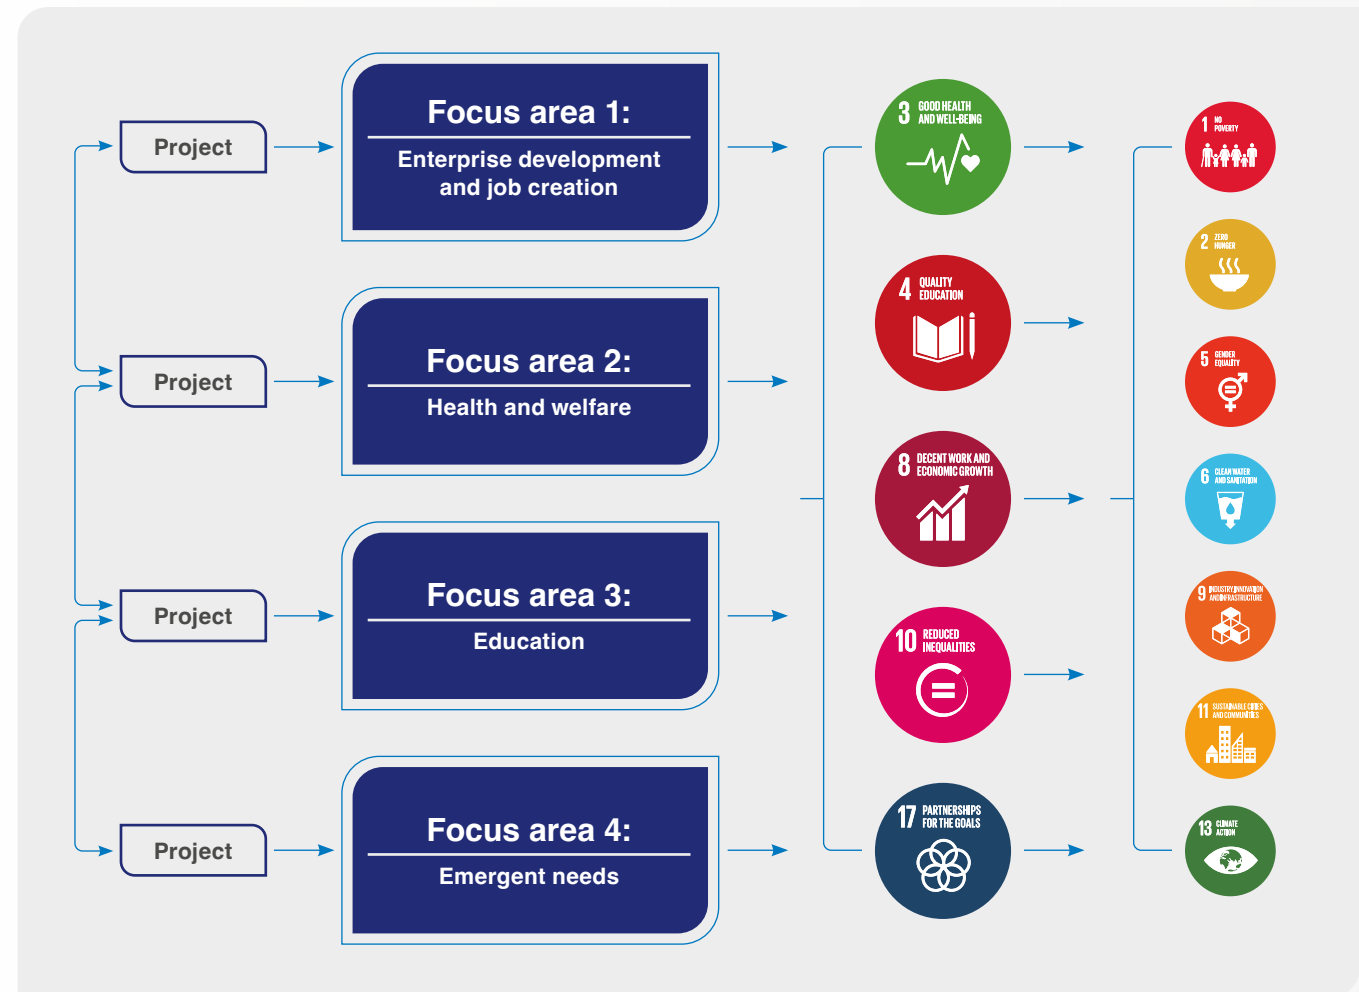 Project
Focus area 1:
Enterprise development
and job creation
Project
Focus area 2:
Health and welfare
Project
Focus area 3:
Education
Project
Focus area 4:
Emergent needs
3 GOOD HEALTH
AND WELL-BEING
4 QUALITY
EDUCATION
8 DECENT WORK AND
ECONOMIC GROWTH
10 REDUCED
INEQUALITIES
17 PARTNERSHIPS
FOR THE GOALS
1 NO
POVERTY
2 ZERO
HUNGER
5 GENDER
EQUALITY
6 CLEAN WATER
AND SANITATION
9 INDUSTRY, INNOVATION
AND INFRASTRUCTURE
11 SUSTAINABLE CITIES
AND COMMUNITIES
13 CLIMATE
ACTION